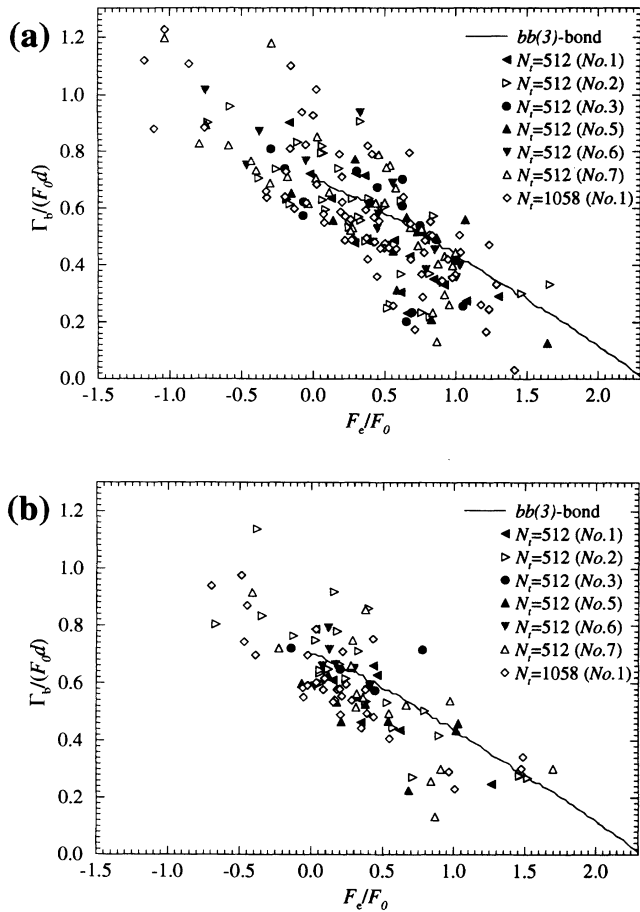 (a)
1.2
1.0
0.8
0.6
0.4
0.2
0.0
Γb/(F0d)
bb(3)-bond
Nt=512 (No.1)
Nt=512 (No.2)
Nt=512 (No.3)
Nt=512 (No.5)
Nt=512 (No.6)
Nt=512 (No.7)
Nt=1058 (No.1)
-1.5 -1.0 -0.5 0.0 0.5 1.0 1.5 2.0
Fe/F0
(b)
1.2
1.0
0.8
0.6
0.4
0.2
0.0
Γb/(F0d)
bb(3)-bond
Nt=512 (No.1)
Nt=512 (No.2)
Nt=512 (No.3)
Nt=512 (No.5)
Nt=512 (No.6)
Nt=512 (No.7)
Nt=1058 (No.1)
-1.5 -1.0 -0.5 0.0 0.5 1.0 1.5 2.0
Fe/F0